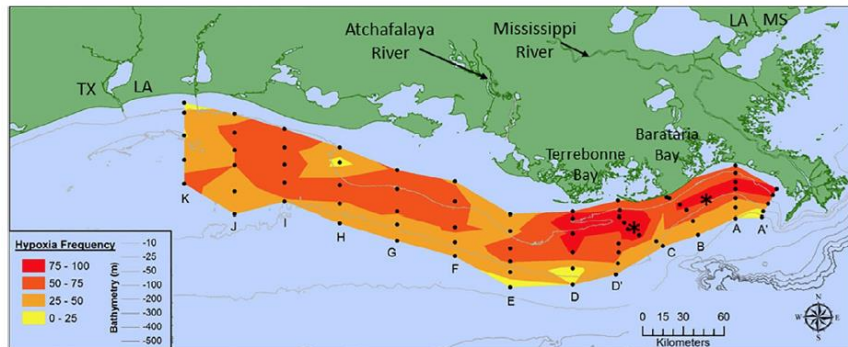 LA MS
Mississippi
River
Atchafalaya
River
TX LA
Barataria
Bay
Terrebonne
Bay
K
J
I
H
G
F
E
D
D'
C
B
A
A'
Hypoxia Frequency
75 - 100
50 - 75
25 - 50
0 - 25
Bathymetry (m)
-10
-25
-50
-100
-200
-300
-400
-500
0 15 30 60
Kilometers
N
W E
S